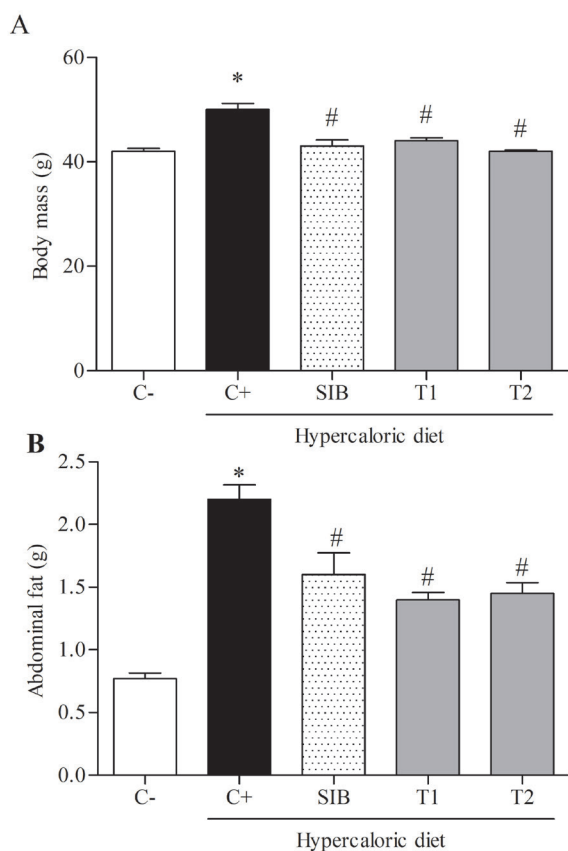 A
60
40
20
0
Body mass (g)
*
#
#
#
C- C+ SIB T1 T2
Hypercaloric diet
B
2.5
2.0
1.5
1.0
0.5
0.0
Abdominal fat (g)
*
#
#
#
C- C+ SIB T1 T2
Hypercaloric diet